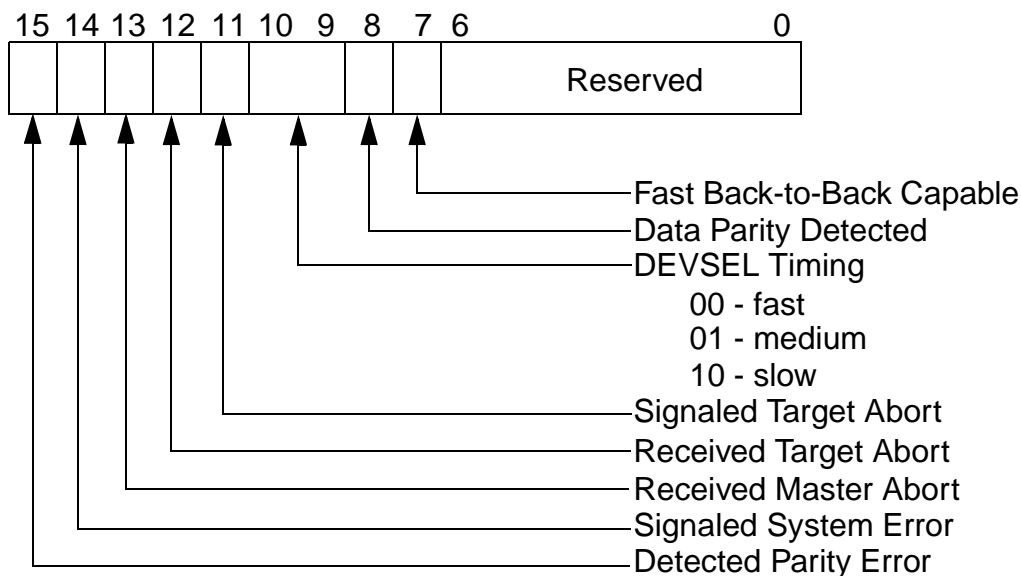 15 14 13 12 11 10 9 8 7 6 0
Reserved
Fast Back-to-Back Capable
Data Parity Detected
DEVSEL Timing
00 - fast
01 - medium
10 - slow
Signaled Target Abort
Received Target Abort
Received Master Abort
Signaled System Error
Detected Parity Error